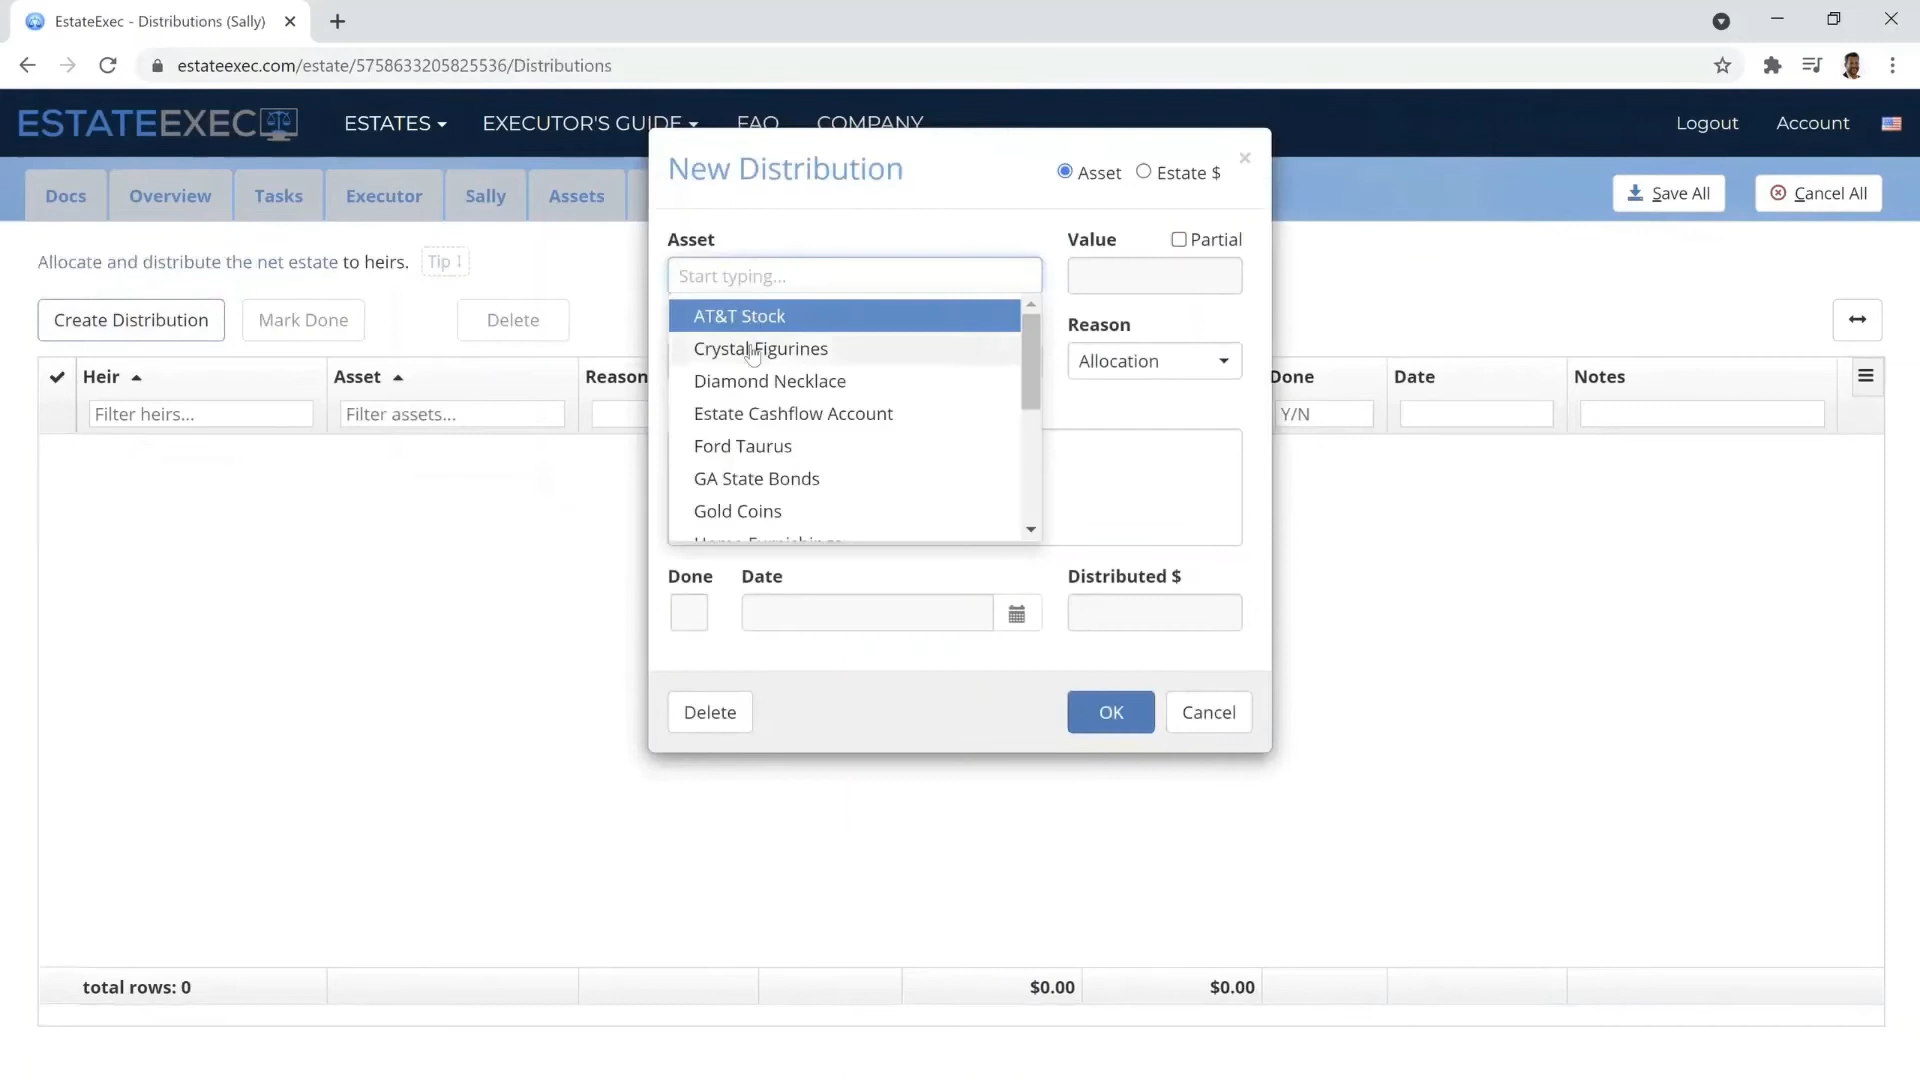 EstateExec - Distributions (Sally)
estateexec.com/estate/5758633205825536/Distributions
ESTATEEXEC
ESTATES
EXECUTOR'S GUIDE
FAQ
COMPANY
Logout
Account
Docs
Overview
Tasks
Executor
Sally
Assets
Save All
Cancel All
Allocate and distribute the net estate to heirs.
Tip
Create Distribution
Mark Done
Delete
Heir
Asset
Reason
Done
Date
Notes
Filter heirs...
Filter assets...
Y/N
total rows: 0
$0.00
$0.00
New Distribution
Asset
Estate $
Asset
Value
Partial
Start typing...
AT&T Stock
Crystal Figurines
Diamond Necklace
Estate Cashflow Account
Ford Taurus
GA State Bonds
Gold Coins
Home Furnishings
Reason
Allocation
Done
Date
Distributed $
Delete
OK
Cancel